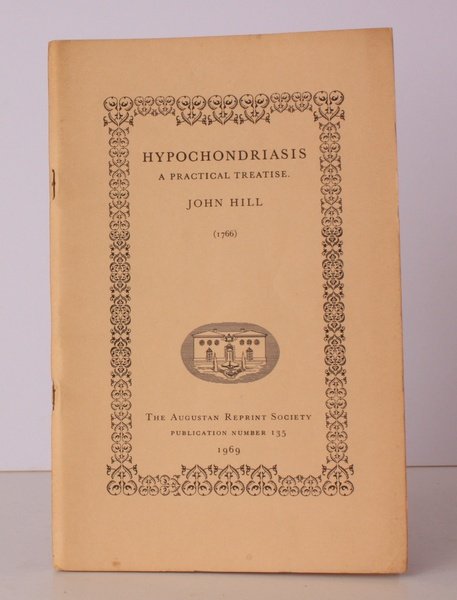 HYPOCHONDRIASIS
A PRACTICAL TREATISE.
JOHN HILL
(1766)
THE AUGUSTAN REPRINT SOCIETY
PUBLICATION NUMBER 135
1969